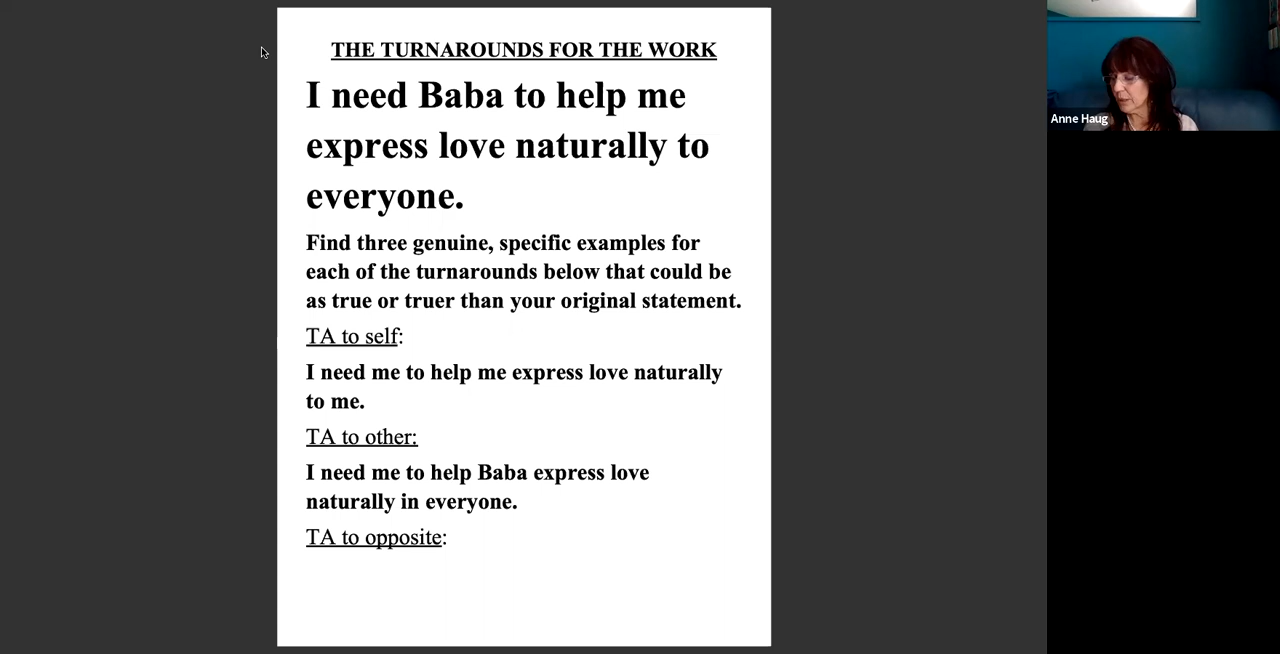 THE TURNAROUNDS FOR THE WORK
I need Baba to help me
express love naturally to
everyone.
Find three genuine, specific examples for
each of the turnarounds below that could be
as true or truer than your original statement.
TA to self:
I need me to help me express love naturally
to me.
TA to other:
I need me to help Baba express love
naturally in everyone.
TA to opposite:
Anne Haug